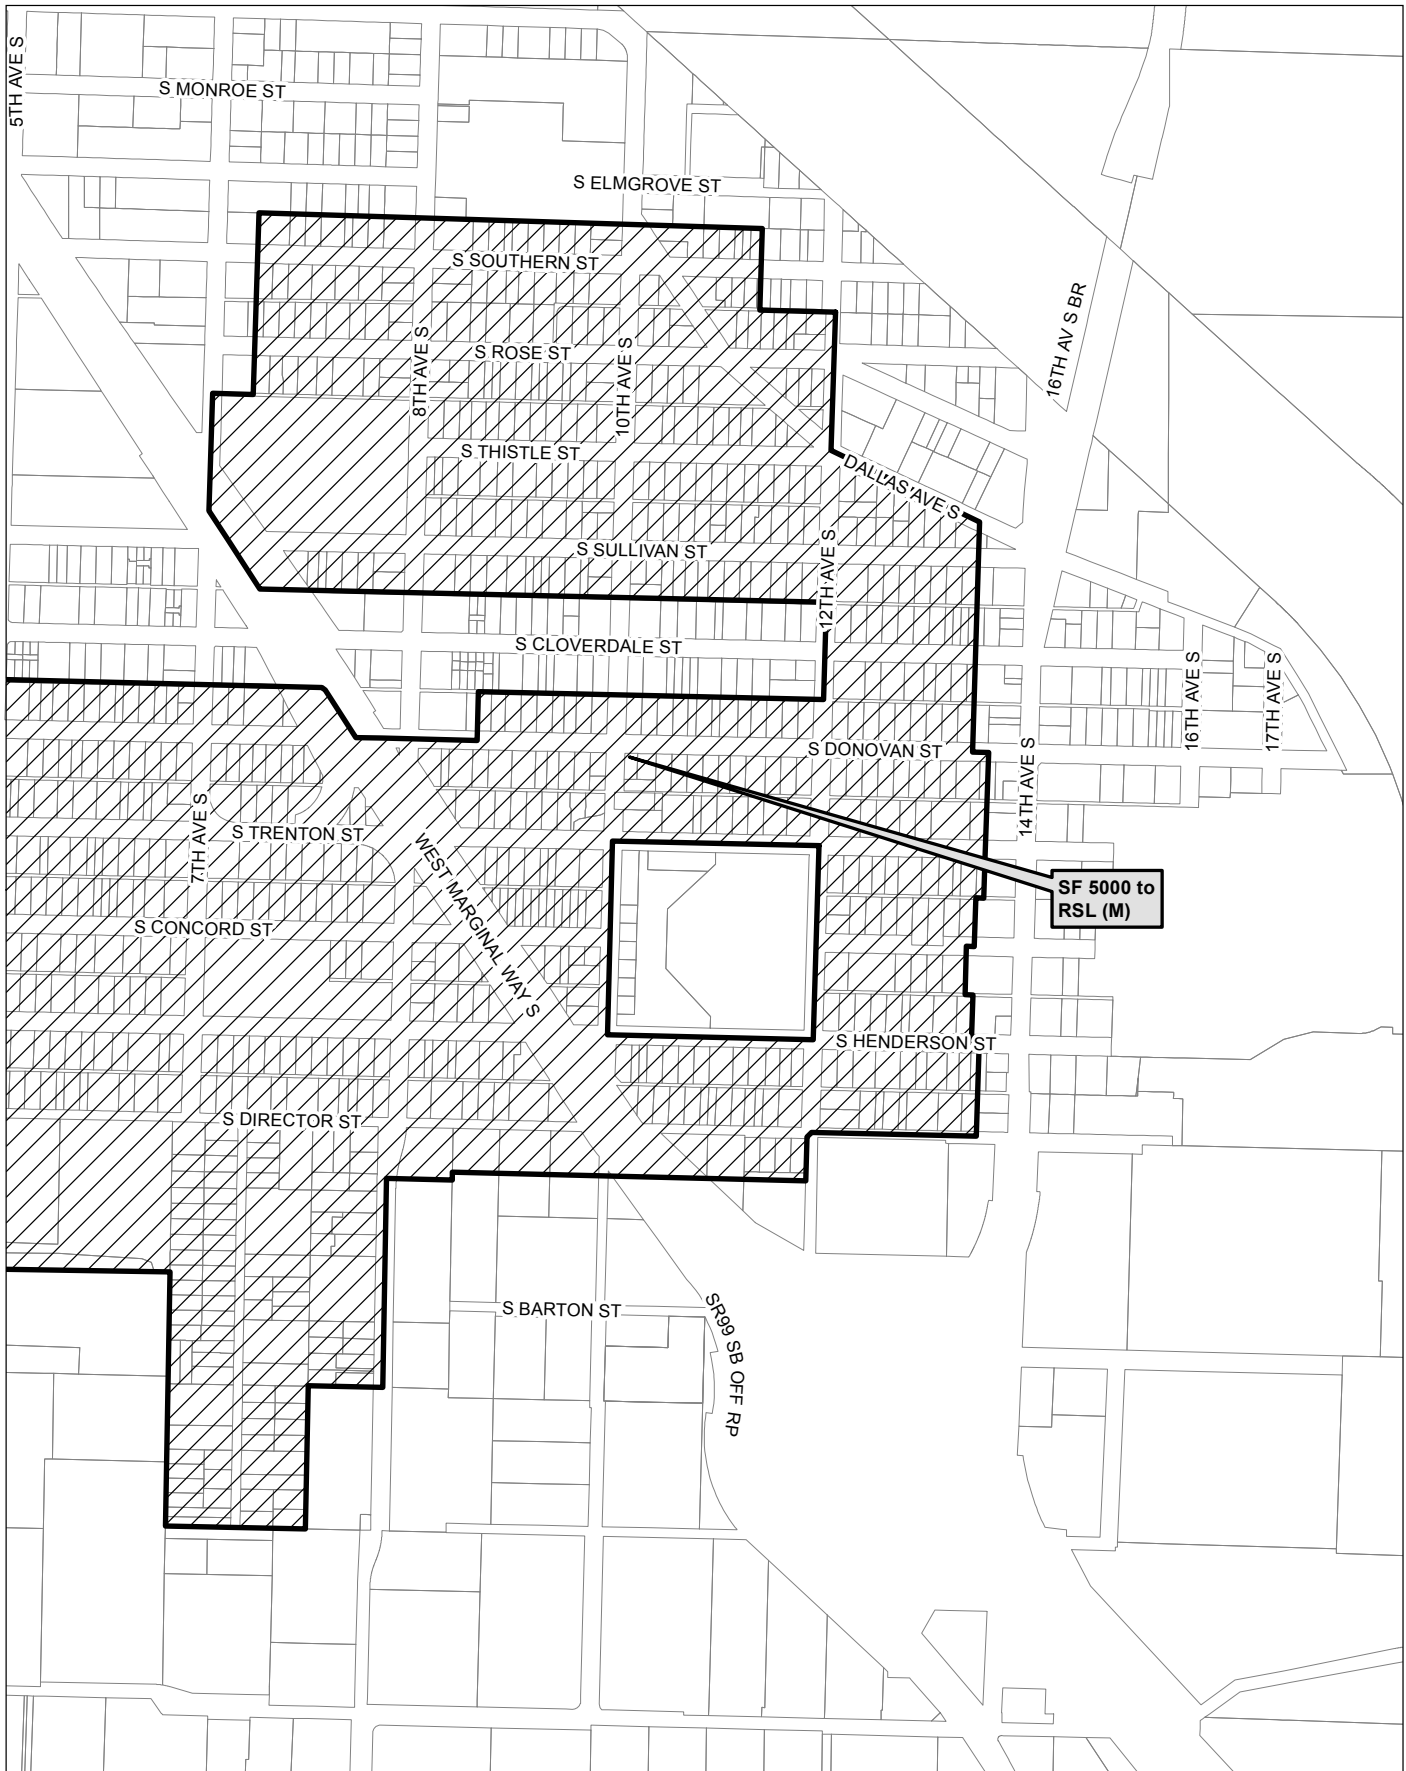 5TH AVE S
S MONROE ST
S ELMGROVE ST
S SOUTHERN ST
16TH AV S BR
8TH AVE S
S ROSE ST
10TH AVE S
S THISTLE ST
DALLAS AVE S
S SULLIVAN ST
12TH AVE S
S CLOVERDALE ST
16TH AVE S
17TH AVE S
S DONOVAN ST
14TH AVE S
7TH AVE S
S TRENTON ST
WEST MARGINAL WAY S
SF 5000 to
RSL (M)
S CONCORD ST
S HENDERSON ST
S DIRECTOR ST
S BARTON ST
SR99 SB OFF RP